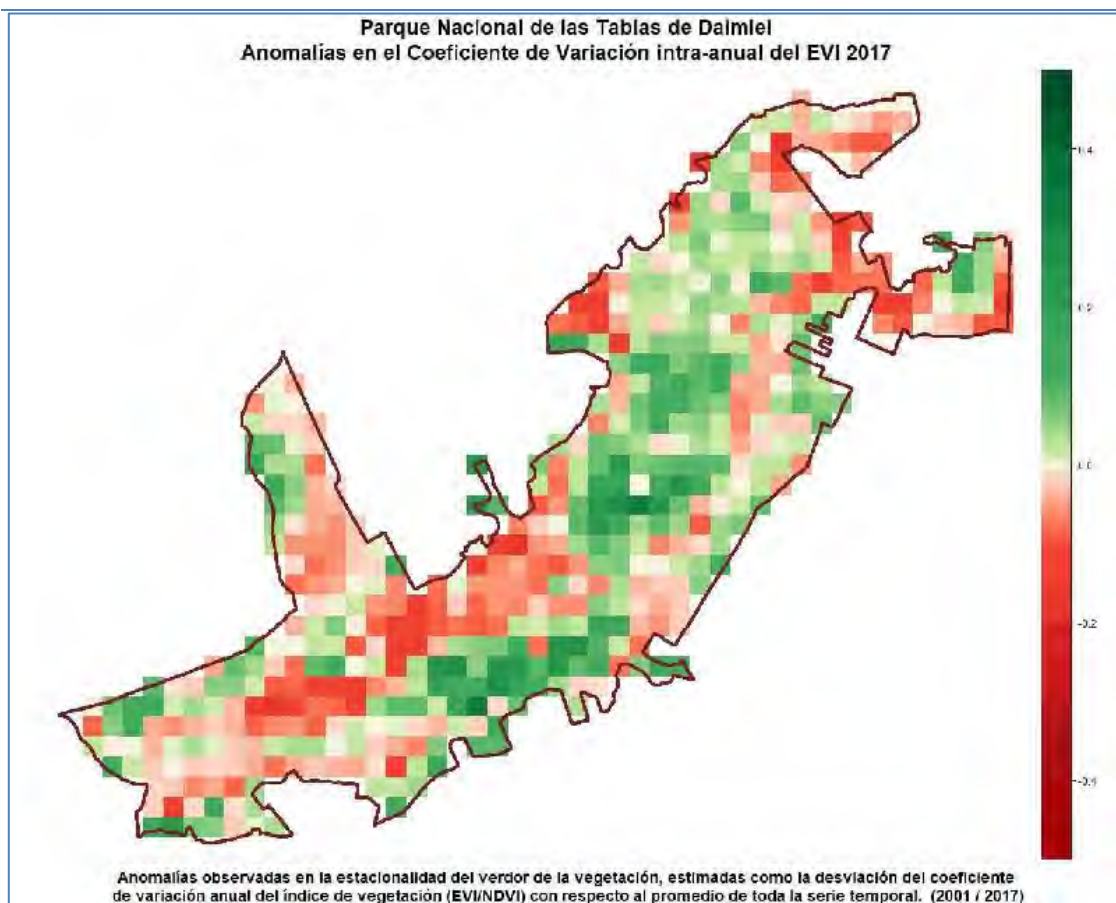 Parque Nacional de las Tablas de Daimiel
Anomalías en el Coeficiente de Variación intra-anual del EVI 2017
0.4
0.2
0.0
-0.2
-0.4
Anomalías observadas en la estacionalidad del verdor de la vegetación, estimadas como la desviación del coeficiente
de variación anual del índice de vegetación (EVI/NDVI) con respecto al promedio de toda la serie temporal. (2001 / 2017)